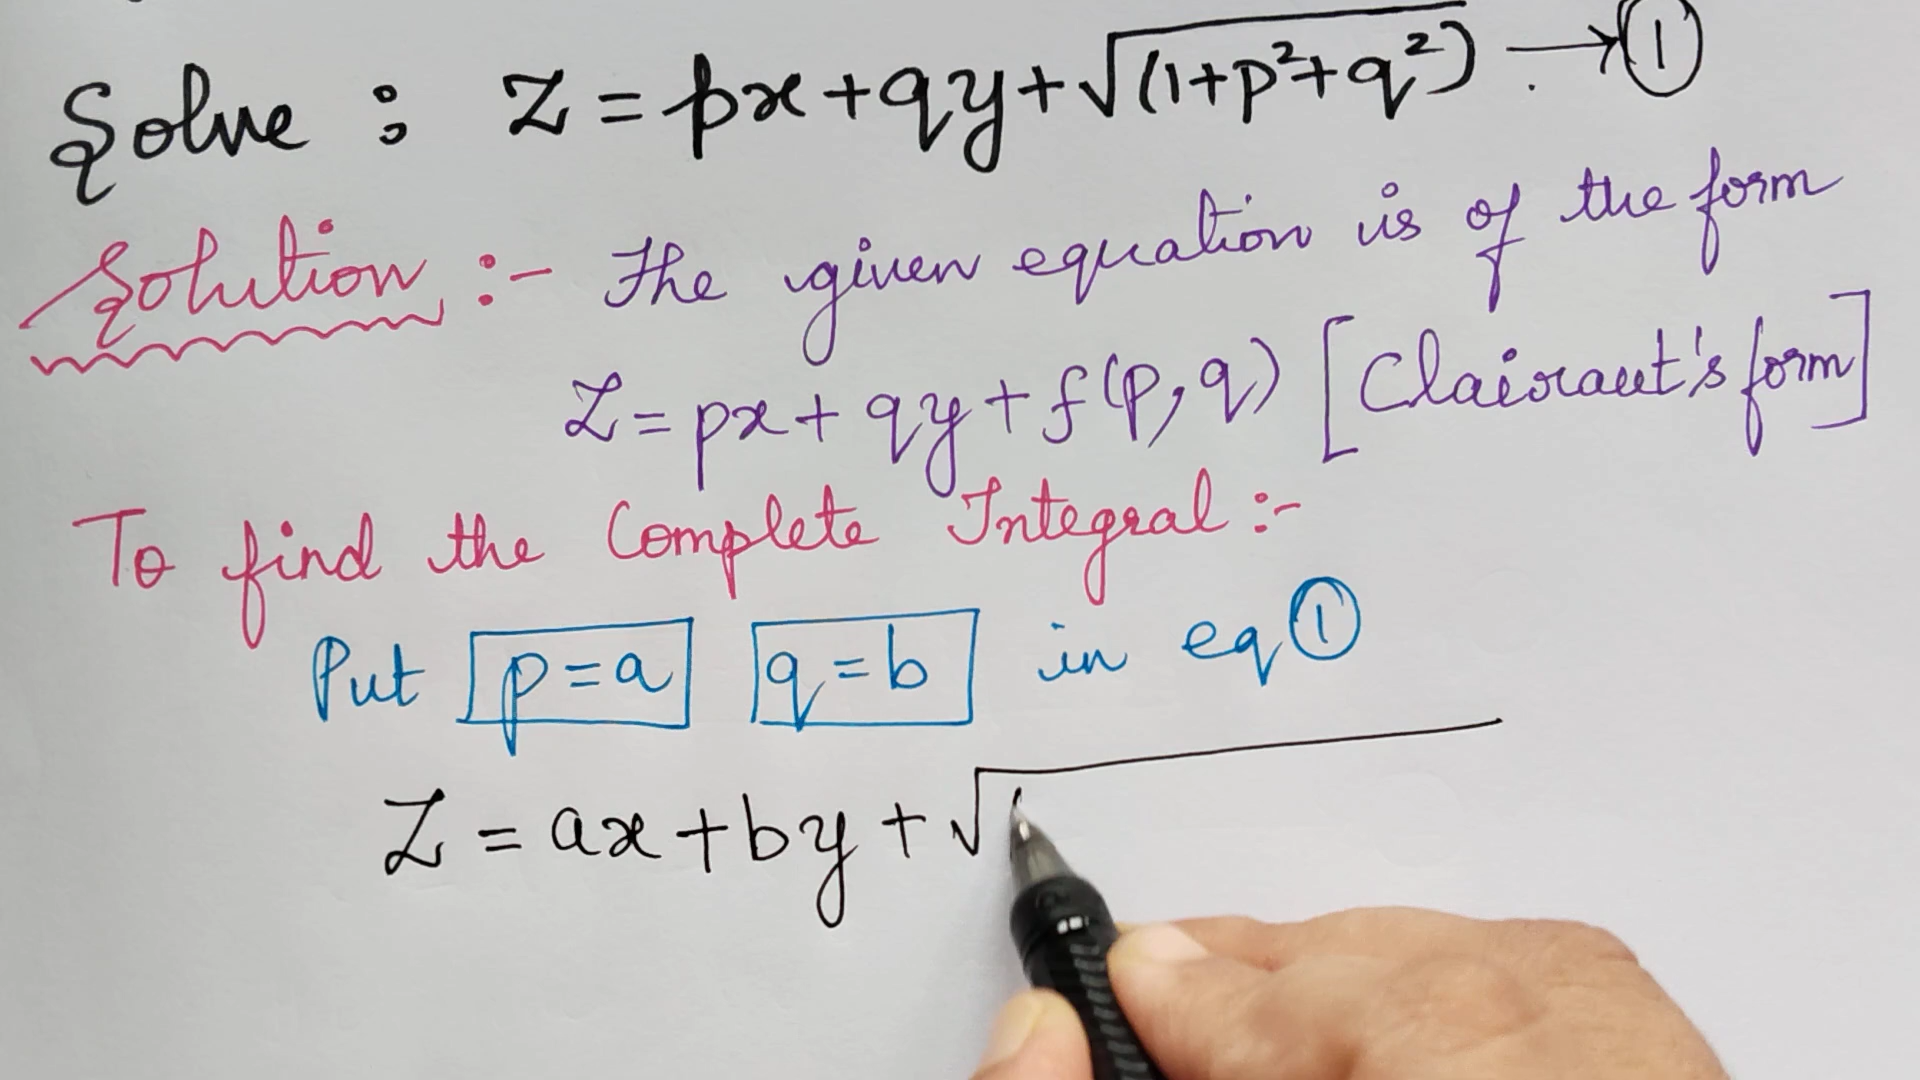 Solve : Z = px + qy + √(1+p²+q²) . → ①
Solution :- The given equation is of the form
Z = px + qy + f(p, q) [Clairaut's form]
To find the Complete Integral :-
Put p = a q = b in eq ①
Z = ax + by + √(